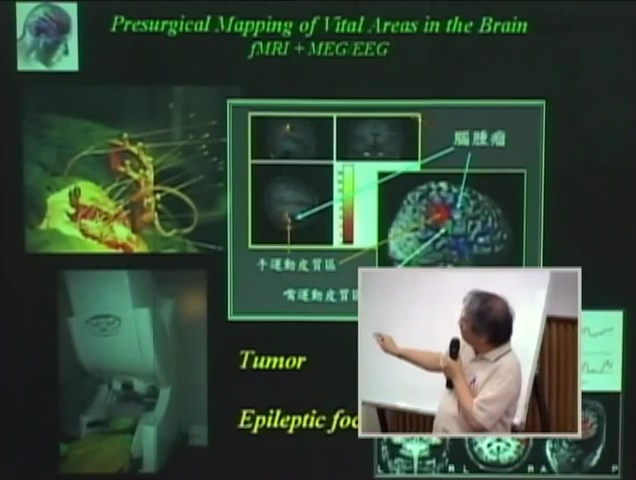 Presurgical Mapping of Vital Areas in the Brain
fMRI + MEG/EEG
腦腫瘤
手運動皮質區
嘴運動皮質區
Tumor
Epileptic foc
L
R L
R A
P